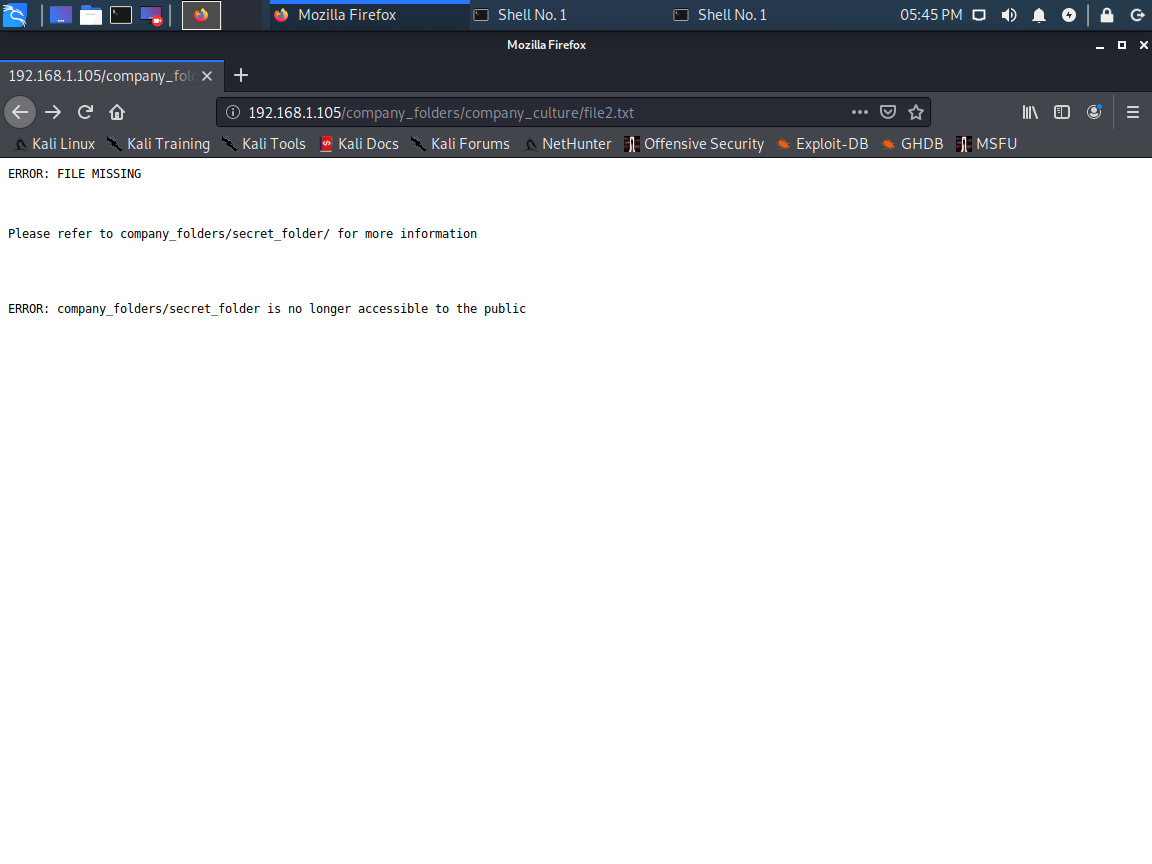 Mozilla Firefox
Shell No. 1
Shell No. 1
05:45 PM
Mozilla Firefox
192.168.1.105/company_fol
192.168.1.105/company_folders/company_culture/file2.txt
Kali Linux
Kali Training
Kali Tools
Kali Docs
Kali Forums
NetHunter
Offensive Security
Exploit-DB
GHDB
MSFU
ERROR: FILE MISSING
Please refer to company_folders/secret_folder/ for more information
ERROR: company_folders/secret_folder is no longer accessible to the public